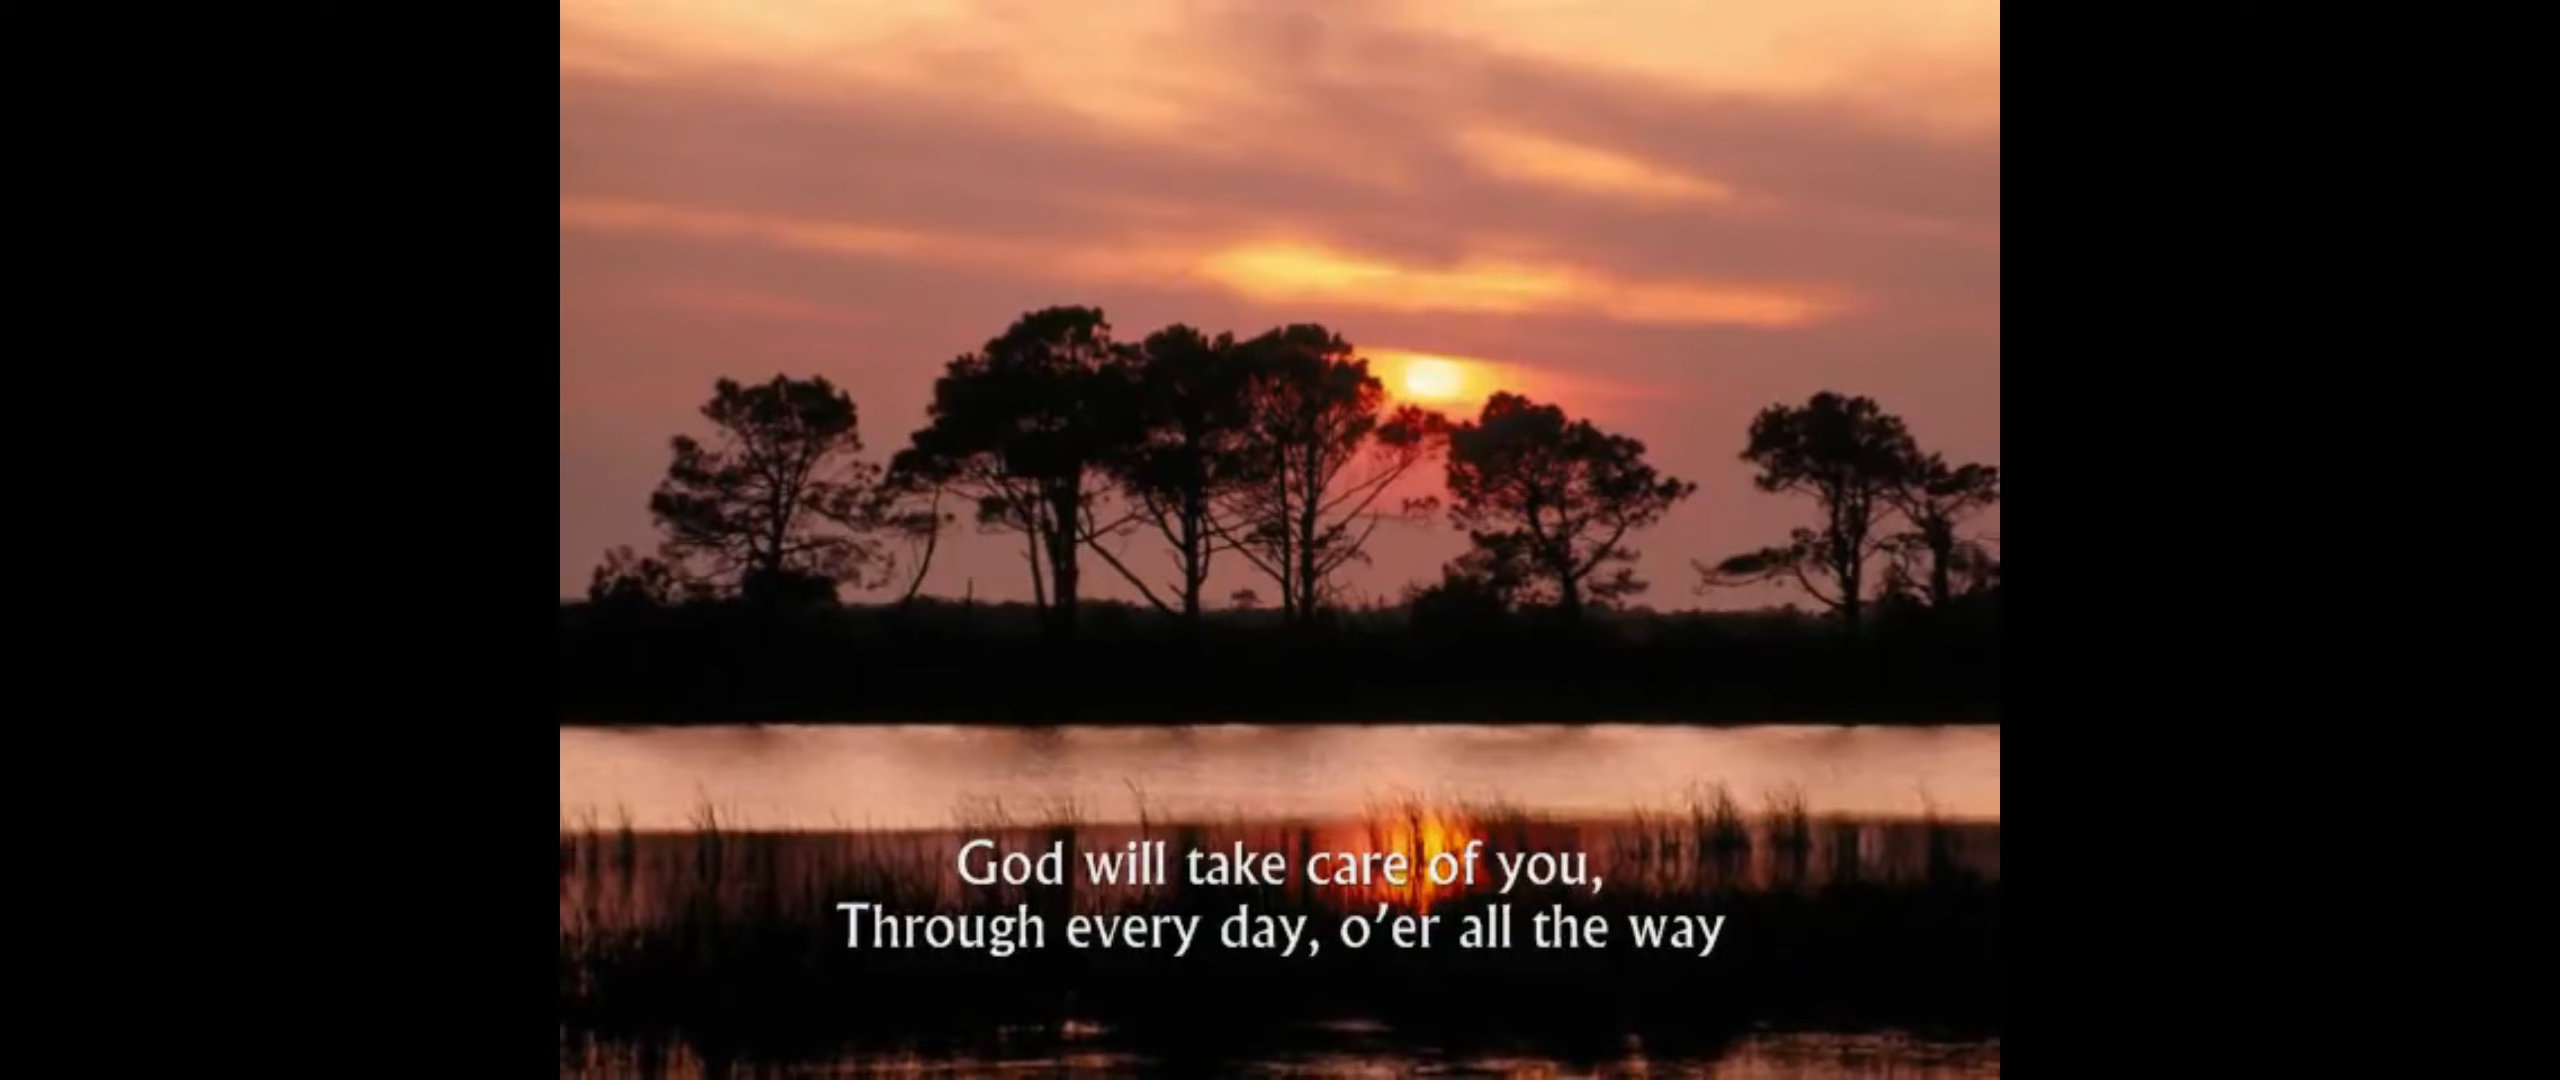 God will take care of you,
Through every day, o'er all the way